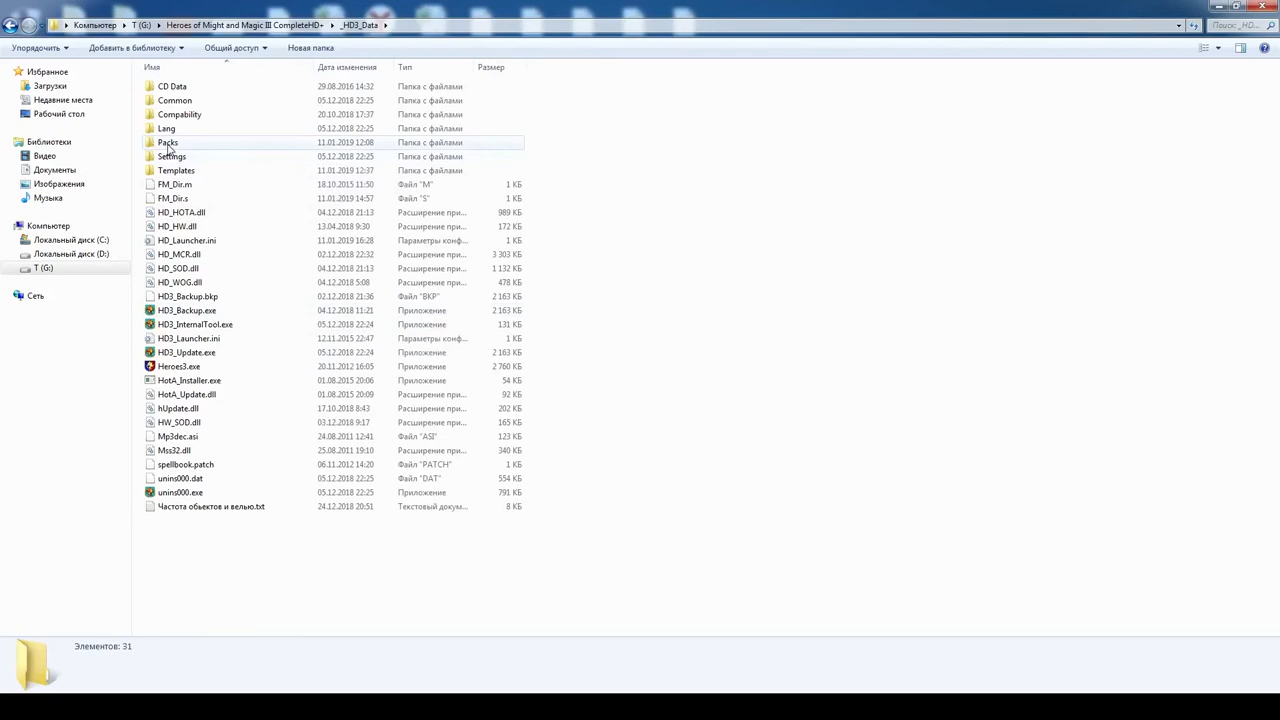 Компьютер ▸ T (G:) ▸ Heroes of Might and Magic III CompleteHD+ ▸ _HD3_Data ▸ Поиск: _HD...
Упорядочить Добавить в библиотеку Общий доступ Новая папка
Избранное
Загрузки
Недавние места
Рабочий стол
Библиотеки
Видео
Документы
Изображения
Музыка
Компьютер
Локальный диск (C:)
Локальный диск (D:)
T (G:)
Сеть
Имя Дата изменения Тип Размер
CD Data 29.08.2016 14:32 Папка с файлами
Common 05.12.2018 22:25 Папка с файлами
Compability 20.10.2018 17:37 Папка с файлами
Lang 05.12.2018 22:25 Папка с файлами
Packs 11.01.2019 12:08 Папка с файлами
Settings 05.12.2018 22:25 Папка с файлами
Templates 11.01.2019 12:37 Папка с файлами
FM_Dir.m 18.10.2015 11:50 Файл "M" 1 КБ
FM_Dir.s 11.01.2019 14:57 Файл "S" 1 КБ
HD_HOTA.dll 04.12.2018 21:13 Расширение при... 989 КБ
HD_HW.dll 13.04.2018 9:30 Расширение при... 172 КБ
HD_Launcher.ini 11.01.2019 16:28 Параметры конф... 1 КБ
HD_MCR.dll 02.12.2018 22:32 Расширение при... 3 303 КБ
HD_SOD.dll 04.12.2018 21:13 Расширение при... 1 132 КБ
HD_WOG.dll 04.12.2018 5:08 Расширение при... 478 КБ
HD3_Backup.bkp 02.12.2018 21:36 Файл "BKP" 2 163 КБ
HD3_Backup.exe 04.12.2018 11:21 Приложение 2 163 КБ
HD3_InternalTool.exe 05.12.2018 22:24 Приложение 131 КБ
HD3_Launcher.ini 12.11.2015 22:47 Параметры конф... 1 КБ
HD3_Update.exe 05.12.2018 22:24 Приложение 2 163 КБ
Heroes3.exe 20.11.2012 16:05 Приложение 2 760 КБ
HotA_Installer.exe 01.08.2015 20:06 Приложение 54 КБ
HotA_Update.dll 01.08.2015 20:09 Расширение при... 92 КБ
hUpdate.dll 17.10.2018 8:43 Расширение при... 202 КБ
HW_SOD.dll 03.12.2018 9:17 Расширение при... 165 КБ
Mp3dec.asi 24.08.2011 12:41 Файл "ASI" 123 КБ
Mss32.dll 24.08.2011 19:10 Расширение при... 340 КБ
spellbook.patch 06.11.2012 14:20 Файл "PATCH" 1 КБ
unins000.dat 05.12.2018 22:25 Файл "DAT" 554 КБ
unins000.exe 05.12.2018 22:25 Приложение 791 КБ
Частота обьектов и велью.txt 24.12.2018 20:51 Текстовый докум... 8 КБ
Элементов: 31